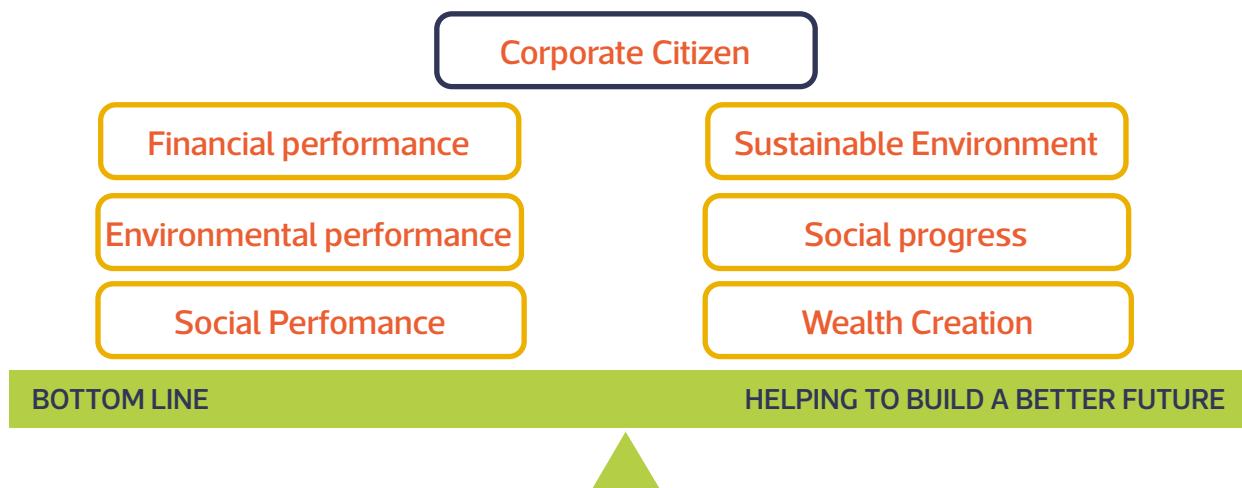 Corporate Citizen
Financial performance
Sustainable Environment
Environmental performance
Social progress
Social Perfomance
Wealth Creation
BOTTOM LINE
HELPING TO BUILD A BETTER FUTURE